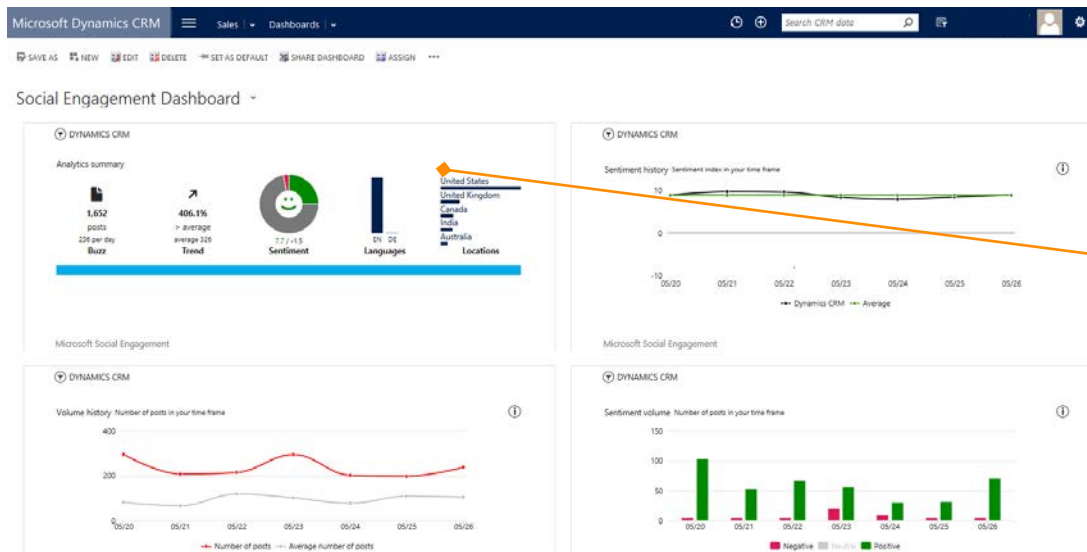 Microsoft Dynamics CRM Sales Dashboards Search CRM data
SAVE AS NEW EDIT DELETE SET AS DEFAULT SHARE DASHBOARD ASSIGN ...
Social Engagement Dashboard
DYNAMICS CRM
Analytics summary
1,652
posts
236 per day
Buzz
406.1%
> average
average 326
Trend
7.7 / -1.5
Sentiment
EN DE
Languages
United States
United Kingdom
Canada
India
Australia
Locations
Microsoft Social Engagement
DYNAMICS CRM
Sentiment history Sentiment index in your time frame
10
0
-10
05/20 05/21 05/22 05/23 05/24 05/25 05/26
Dynamics CRM Average
Microsoft Social Engagement
DYNAMICS CRM
Volume history Number of posts in your time frame
400
200
0
05/20 05/21 05/22 05/23 05/24 05/25 05/26
Number of posts Average number of posts
DYNAMICS CRM
Sentiment volume Number of posts in your time frame
150
100
50
0
05/20 05/21 05/22 05/23 05/24 05/25 05/26
Negative Neutral Positive